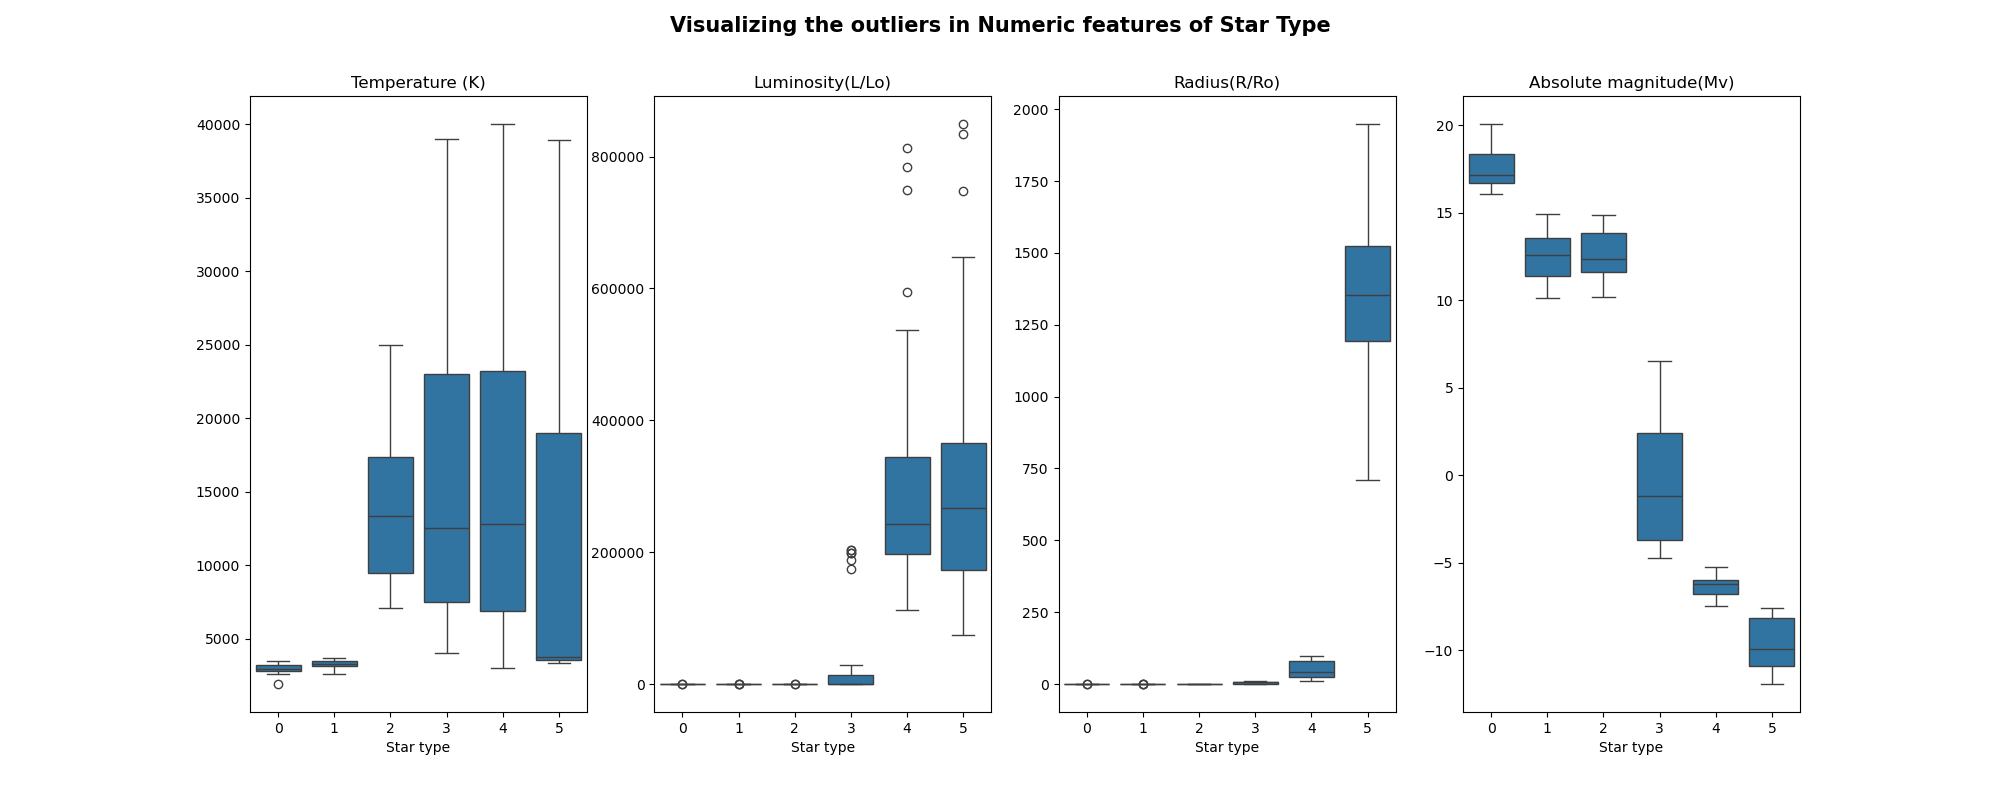 Visualizing the outliers in Numeric features of Star Type
Temperature (K)
40000
35000
30000
25000
20000
15000
10000
5000
0 1 2 3 4 5
Star type
Luminosity(L/Lo)
800000
600000
400000
200000
0
0 1 2 3 4 5
Star type
Radius(R/Ro)
2000
1750
1500
1250
1000
750
500
250
0
0 1 2 3 4 5
Star type
Absolute magnitude(Mv)
20
15
10
5
0
−5
−10
0 1 2 3 4 5
Star type